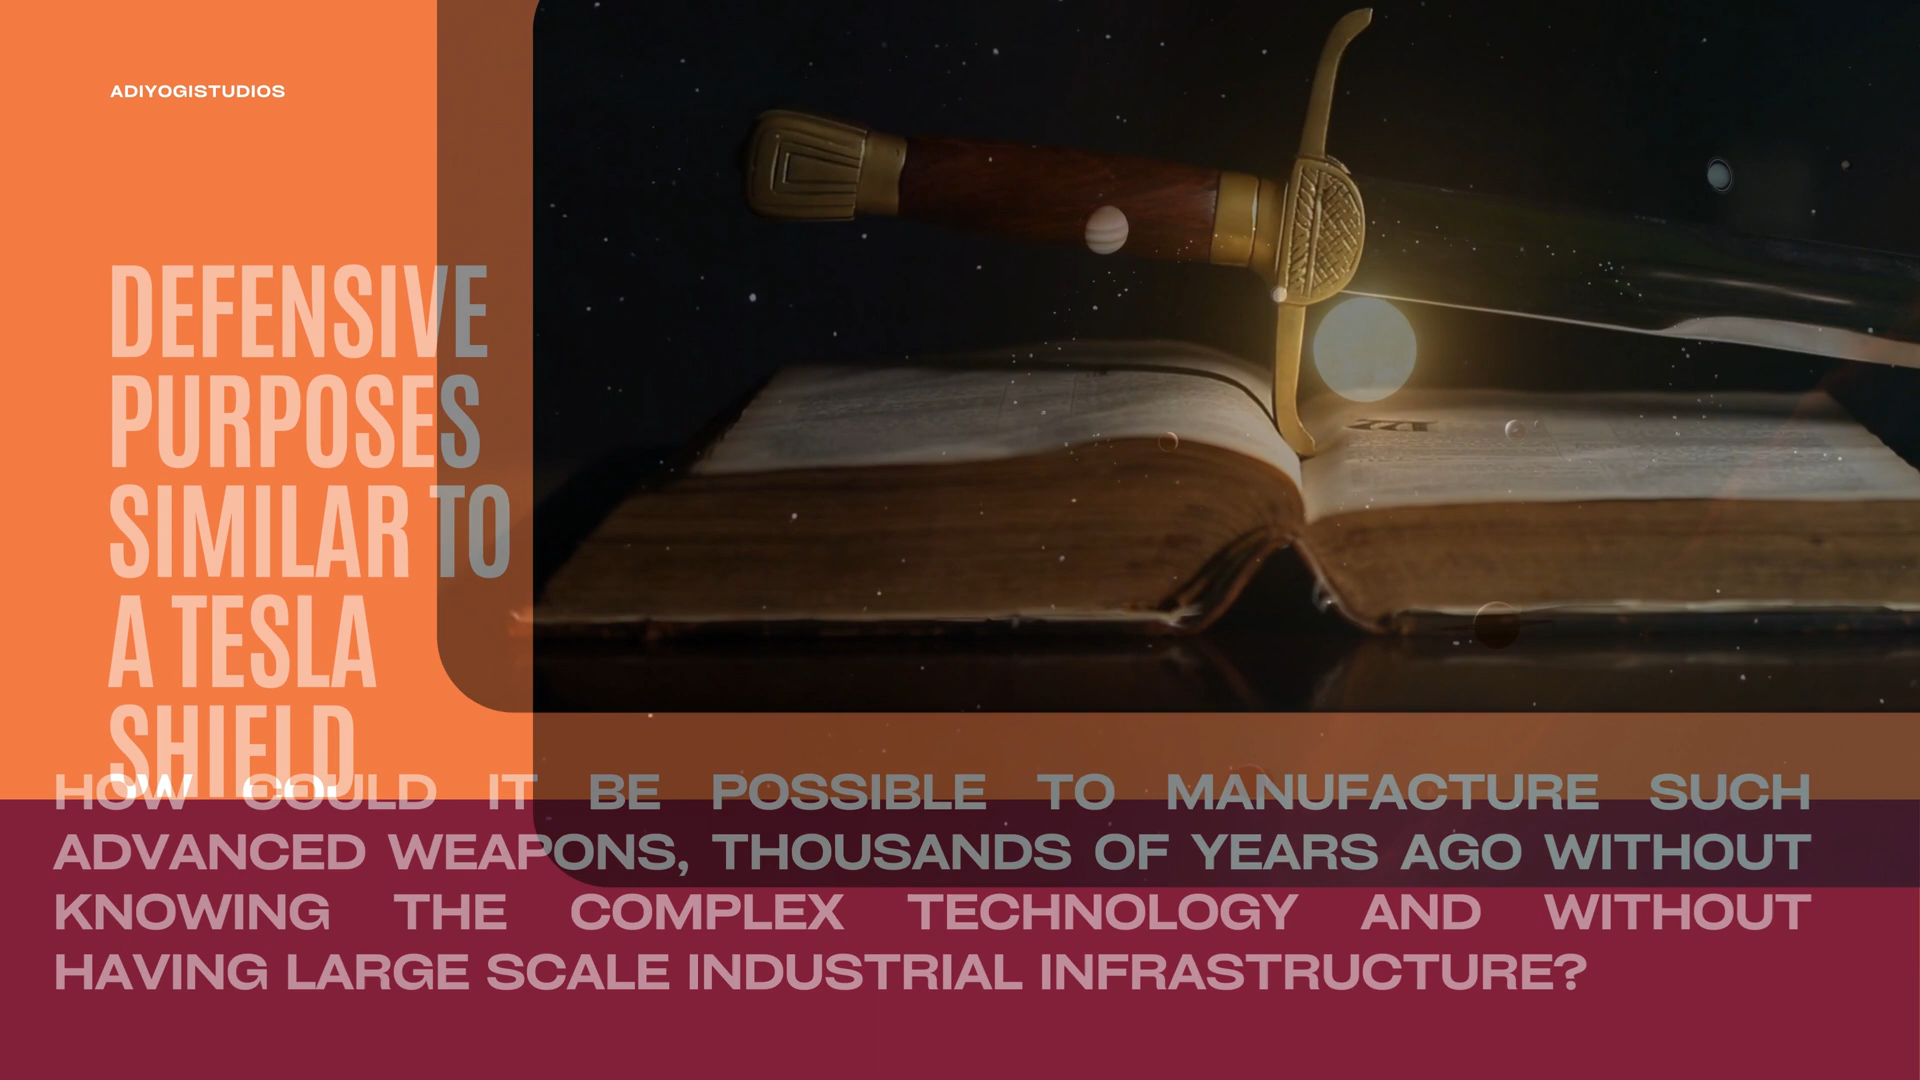 ADIYOGISTUDIOS
DEFENSIVE
PURPOSES
SIMILAR TO
A TESLA
SHIELD
HOW COULD IT BE POSSIBLE TO MANUFACTURE SUCH
ADVANCED WEAPONS, THOUSANDS OF YEARS AGO WITHOUT
KNOWING THE COMPLEX TECHNOLOGY AND WITHOUT
HAVING LARGE SCALE INDUSTRIAL INFRASTRUCTURE?